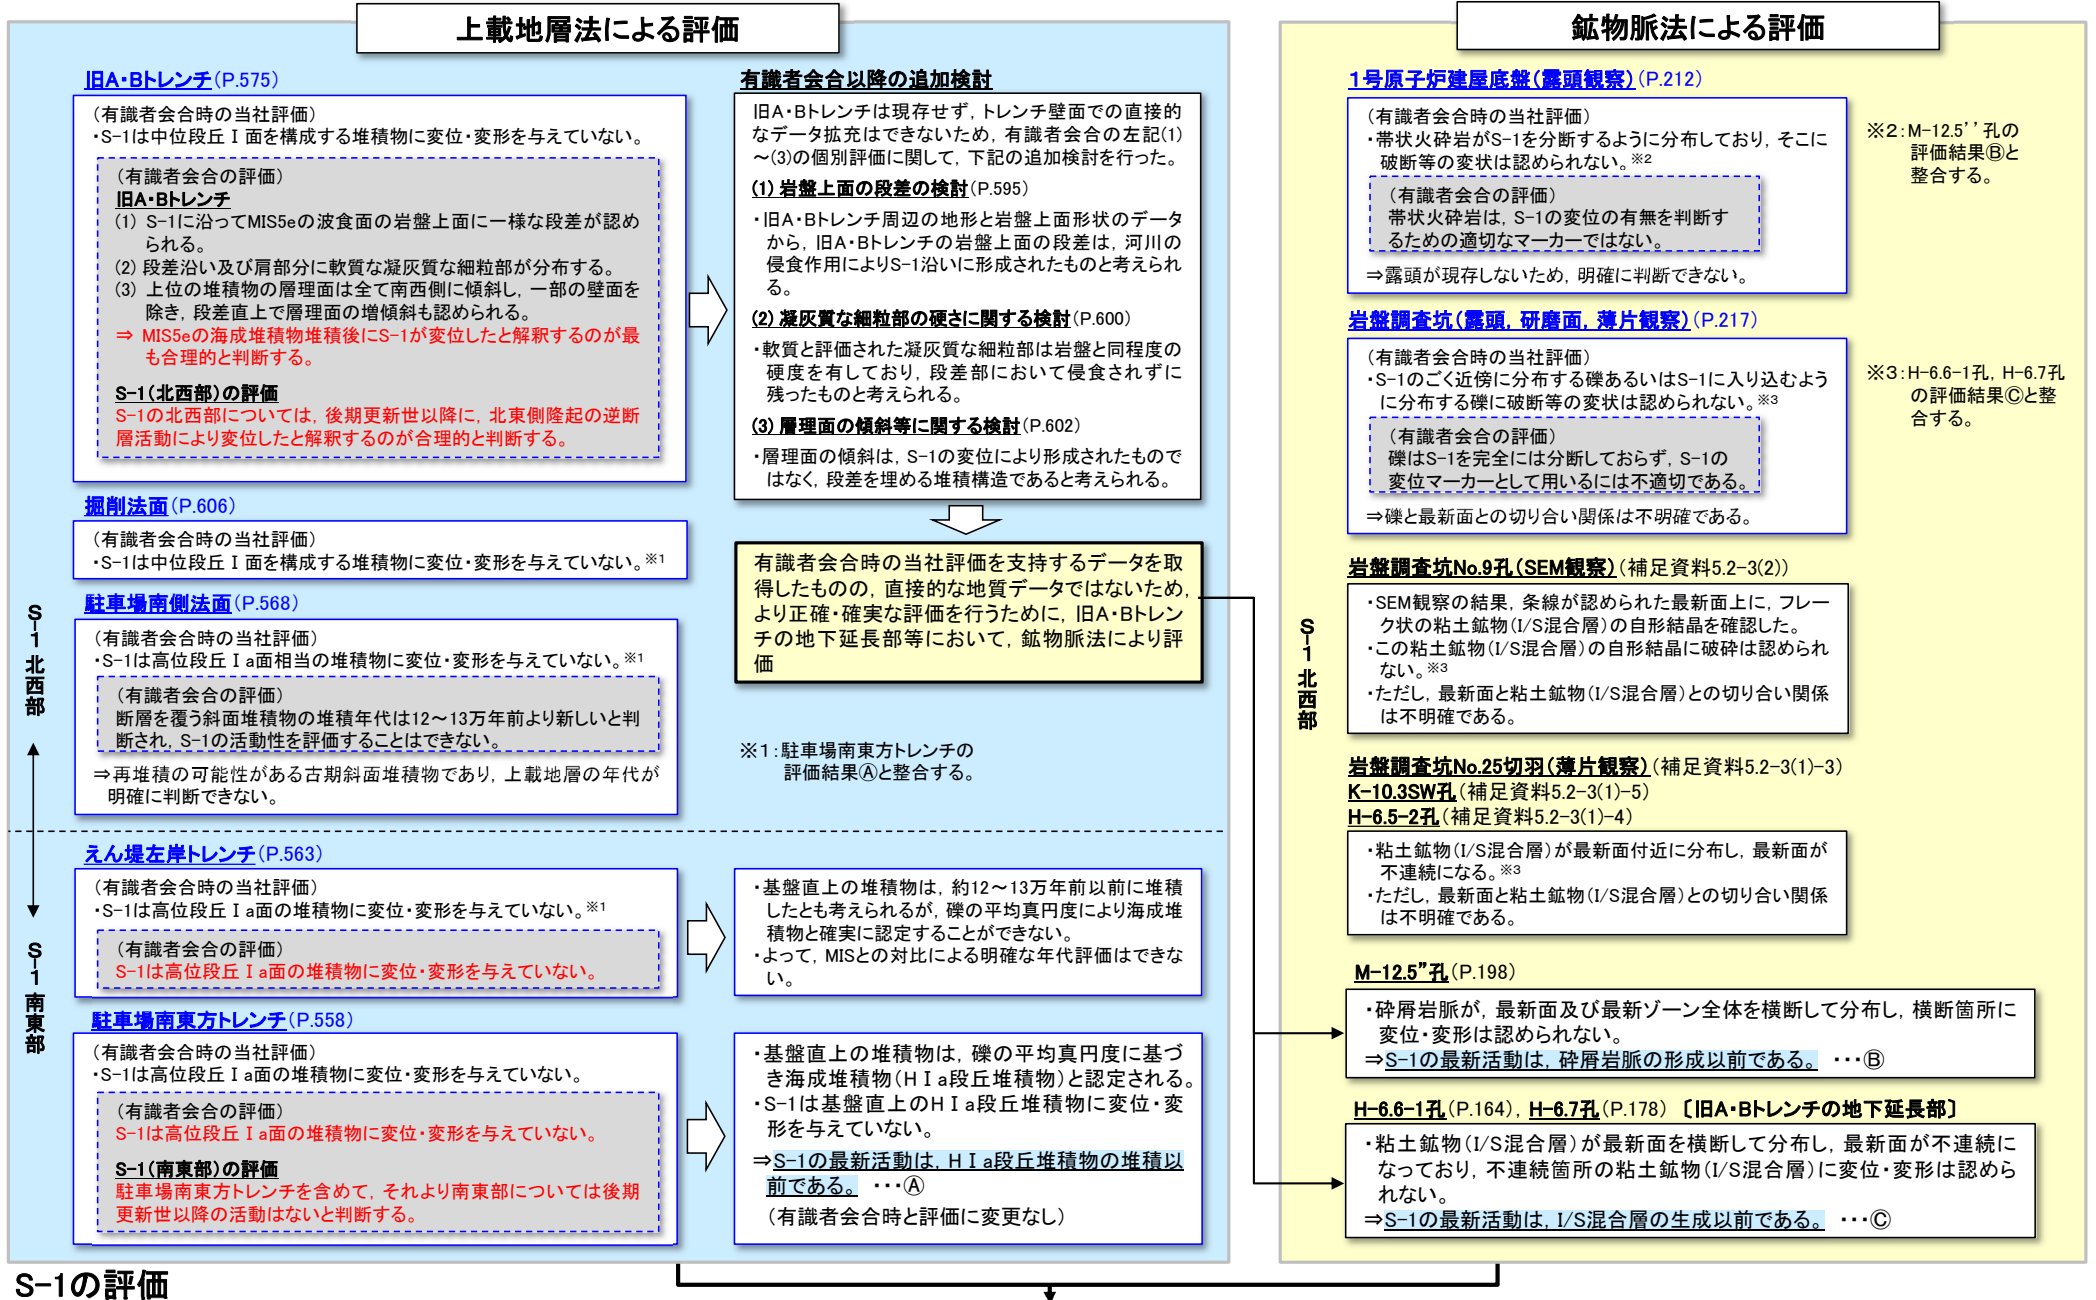 上載地層法による評価
旧A・Bトレンチ(P.575)
(有識者会合時の当社評価)
・S-1は中位段丘Ⅰ面を構成する堆積物に変位・変形を与えていない。
(有識者会合の評価)
旧A・Bトレンチ
(1) S-1に沿ってMIS5eの波食面の岩盤上面に一様な段差が認め
られる。
(2) 段差沿い及び肩部分に軟質な凝灰質な細粒部が分布する。
(3) 上位の堆積物の層理面は全て南西側に傾斜し，一部の壁面を
除き，段差直上で層理面の増傾斜も認められる。
⇒ MIS5eの海成堆積物堆積後にS-1が変位したと解釈するのが最
も合理的と判断する。
S-1(北西部)の評価
S-1の北西部については，後期更新世以降に，北東側隆起の逆断
層活動により変位したと解釈するのが合理的と判断する。
掘削法面(P.606)
(有識者会合時の当社評価)
・S-1は中位段丘Ⅰ面を構成する堆積物に変位・変形を与えていない。※1
駐車場南側法面(P.568)
(有識者会合時の当社評価)
・S-1は高位段丘Ⅰa面相当の堆積物に変位・変形を与えていない。※1
(有識者会合の評価)
断層を覆う斜面堆積物の堆積年代は12～13万年前より新しいと判
断され，S-1の活動性を評価することはできない。
⇒再堆積の可能性がある古期斜面堆積物であり，上載地層の年代が
明確に判断できない。
S-1 北西部
有識者会合以降の追加検討
旧A・Bトレンチは現存せず，トレンチ壁面での直接的
なデータ拡充はできないため，有識者会合の左記(1)
～(3)の個別評価に関して，下記の追加検討を行った。
(1) 岩盤上面の段差の検討(P.595)
・旧A・Bトレンチ周辺の地形と岩盤上面形状のデータ
から，旧A・Bトレンチの岩盤上面の段差は，河川の
侵食作用によりS-1沿いに形成されたものと考えられ
る。
(2) 凝灰質な細粒部の硬さに関する検討(P.600)
・軟質と評価された凝灰質な細粒部は岩盤と同程度の
硬度を有しており，段差部において侵食されずに
残ったものと考えられる。
(3) 層理面の傾斜等に関する検討(P.602)
・層理面の傾斜は，S-1の変位により形成されたもので
はなく，段差を埋める堆積構造であると考えられる。
有識者会合時の当社評価を支持するデータを取
得したものの，直接的な地質データではないため，
より正確・確実な評価を行うために，旧A・Bトレン
チの地下延長部等において，鉱物脈法により評
価
※1：駐車場南東方トレンチの
評価結果Ⓐと整合する。
えん堤左岸トレンチ(P.563)
(有識者会合時の当社評価)
・S-1は高位段丘Ⅰa面の堆積物に変位・変形を与えていない。※1
(有識者会合の評価)
S-1は高位段丘Ⅰa面の堆積物に変位・変形を与えていない。
・基盤直上の堆積物は，約12～13万年前以前に堆積
したとも考えられるが，礫の平均真円度により海成堆
積物と確実に認定することができない。
・よって，MISとの対比による明確な年代評価はできな
い。
S-1 南東部
駐車場南東方トレンチ(P.558)
(有識者会合時の当社評価)
・S-1は高位段丘Ⅰa面の堆積物に変位・変形を与えていない。
(有識者会合の評価)
S-1は高位段丘Ⅰa面の堆積物に変位・変形を与えていない。
S-1(南東部)の評価
駐車場南東方トレンチを含めて，それより南東部については後期
更新世以降の活動はないと判断する。
・基盤直上の堆積物は，礫の平均真円度に基づ
き海成堆積物(HⅠa段丘堆積物)と認定される。
・S-1は基盤直上のHⅠa段丘堆積物に変位・変
形を与えていない。
⇒S-1の最新活動は，HⅠa段丘堆積物の堆積以
前である。 ・・・Ⓐ
(有識者会合時と評価に変更なし)
鉱物脈法による評価
1号原子炉建屋底盤(露頭観察)(P.212)
(有識者会合時の当社評価)
・帯状火砕岩がS-1を分断するように分布しており，そこに
破断等の変状は認められない。※2
(有識者会合の評価)
帯状火砕岩は，S-1の変位の有無を判断す
るための適切なマーカーではない。
⇒露頭が現存しないため，明確に判断できない。
※2：M-12.5’’孔の
評価結果Ⓑと
整合する。
岩盤調査坑(露頭，研磨面，薄片観察)(P.217)
(有識者会合時の当社評価)
・S-1のごく近傍に分布する礫あるいはS-1に入り込むよう
に分布する礫に破断等の変状は認められない。※3
(有識者会合の評価)
礫はS-1を完全には分断しておらず，S-1の
変位マーカーとして用いるには不適切である。
⇒礫と最新面との切り合い関係は不明確である。
※3：H-6.6-1孔，H-6.7孔
の評価結果Ⓒと整
合する。
岩盤調査坑No.9孔(SEM観察)(補足資料5.2-3(2))
・SEM観察の結果，条線が認められた最新面上に，フレー
ク状の粘土鉱物(I/S混合層)の自形結晶を確認した。
・この粘土鉱物(I/S混合層)の自形結晶に破砕は認められ
ない。※3
・ただし，最新面と粘土鉱物(I/S混合層)との切り合い関係
は不明確である。
S-1 北西部
岩盤調査坑No.25切羽(薄片観察)(補足資料5.2-3(1)-3)
K-10.3SW孔(補足資料5.2-3(1)-5)
H-6.5-2孔(補足資料5.2-3(1)-4)
・粘土鉱物(I/S混合層)が最新面付近に分布し，最新面が
不連続になる。※3
・ただし，最新面と粘土鉱物(I/S混合層)との切り合い関係
は不明確である。
M-12.5”孔(P.198)
・砕屑岩脈が，最新面及び最新ゾーン全体を横断して分布し，横断箇所に
変位・変形は認められない。
⇒S-1の最新活動は，砕屑岩脈の形成以前である。 ・・・Ⓑ
H-6.6-1孔(P.164)，H-6.7孔(P.178)〔旧A・Bトレンチの地下延長部〕
・粘土鉱物(I/S混合層)が最新面を横断して分布し，最新面が不連続に
なっており，不連続箇所の粘土鉱物(I/S混合層)に変位・変形は認めら
れない。
⇒S-1の最新活動は，I/S混合層の生成以前である。 ・・・Ⓒ
S-1の評価